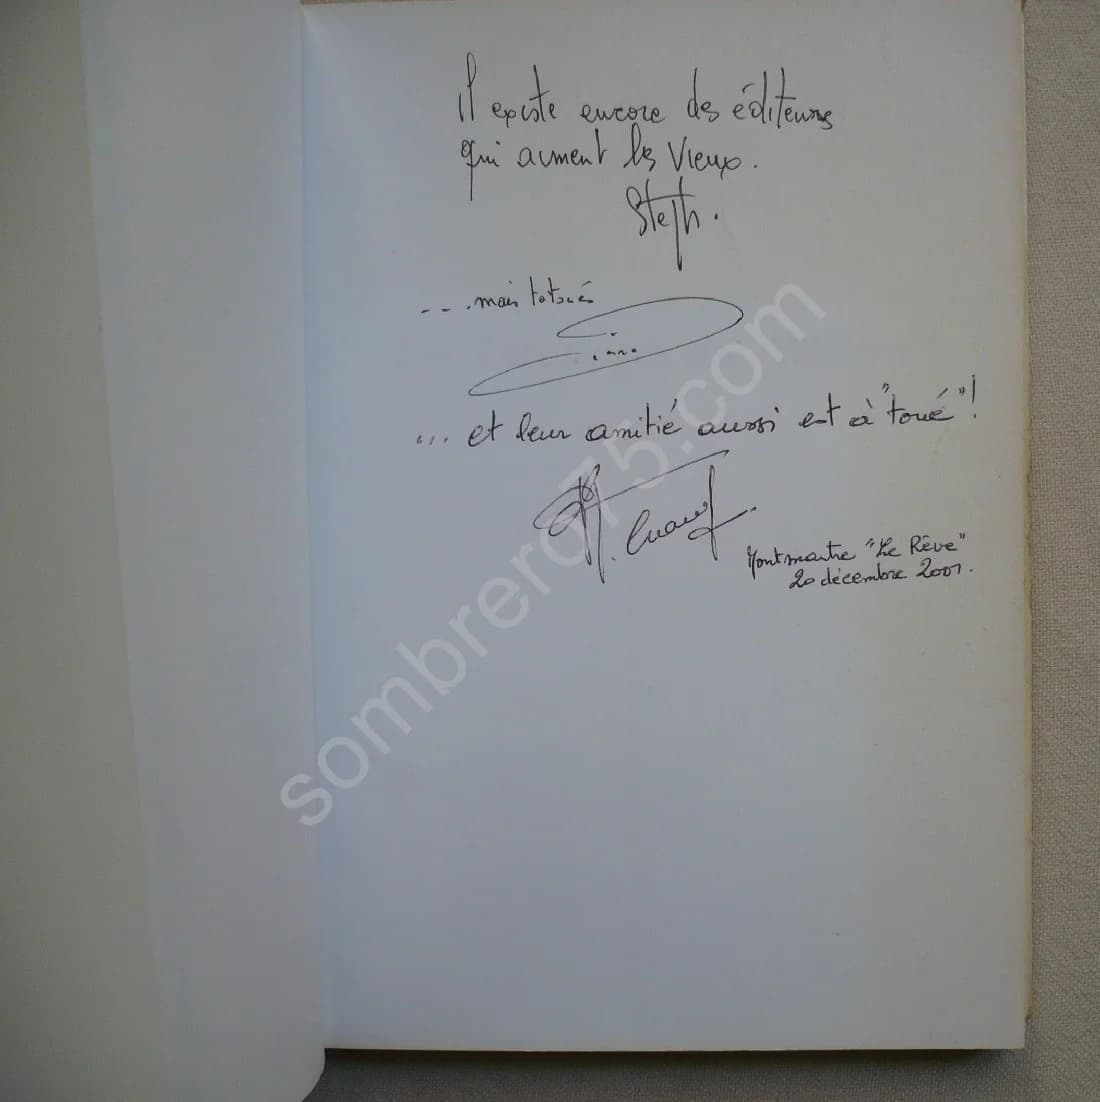 Il existe encore des éditeurs
qui aiment les Vieux.
Steph.
... mais totoués
... et leur amitié aussi est à "toué"!
Montmartre "Le Rêve"
20 décembre 2001.
sombrero75.com